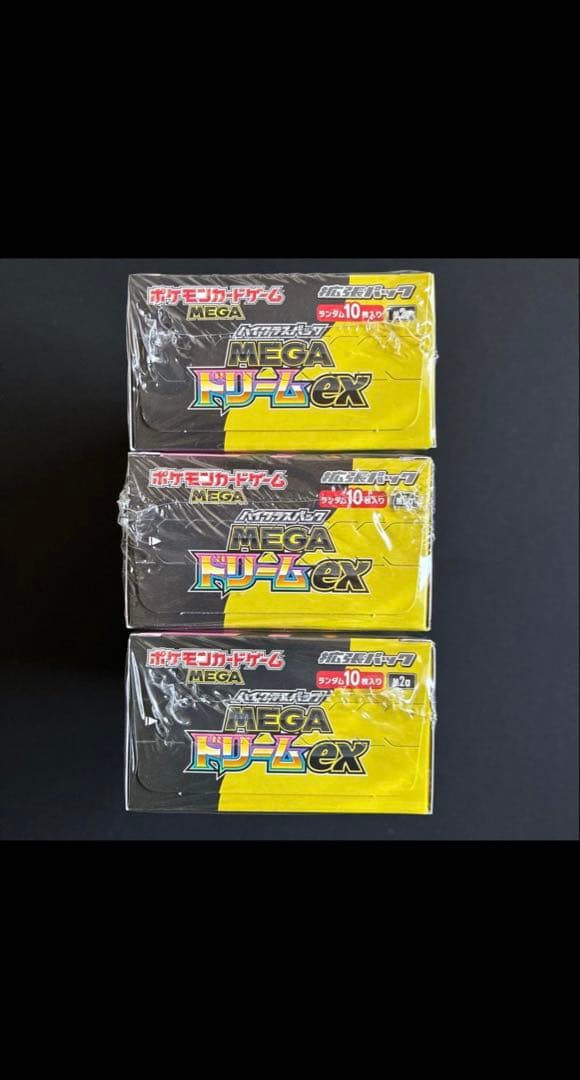 ポケモンカードゲーム
MEGA
拡張パック
ランダム10枚入り
ハイクラスパック
MEGA
ドリームex
ポケモンカードゲーム
MEGA
拡張パック
ランダム10枚入り
ハイクラスパック
MEGA
ドリームex
ポケモンカードゲーム
MEGA
拡張パック
ランダム10枚入り
ハイクラスパック
MEGA
ドリームex